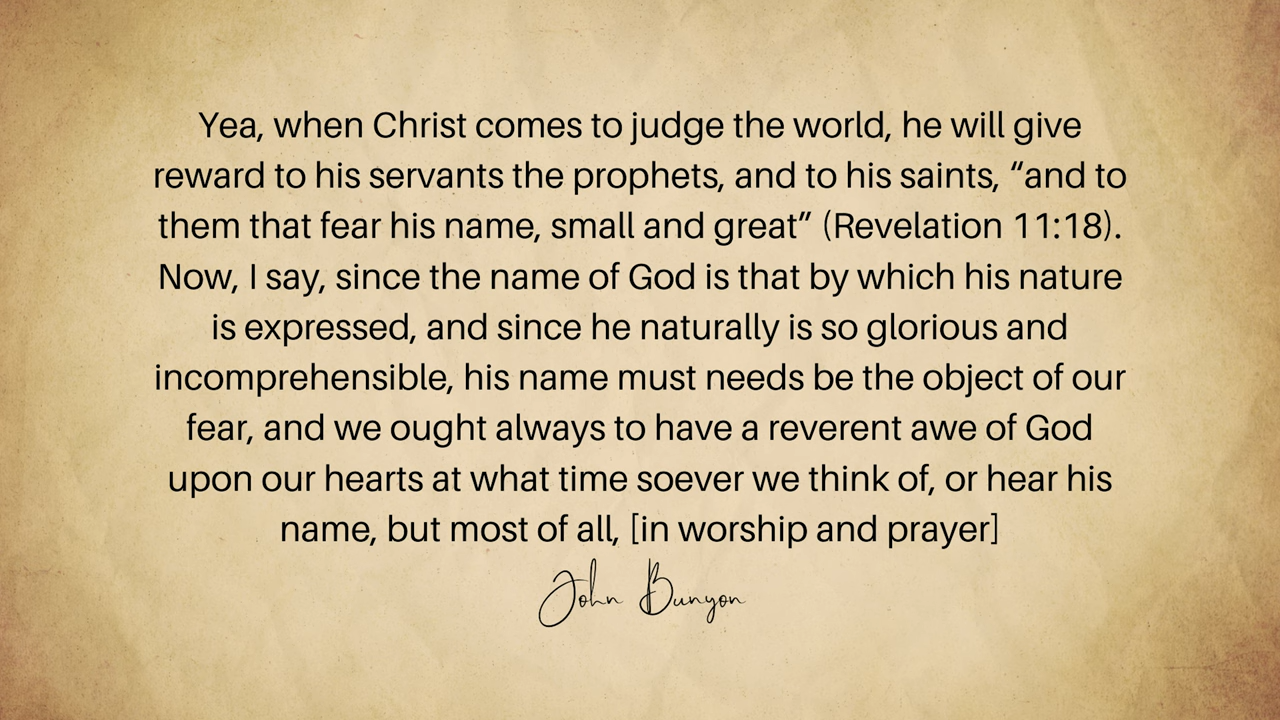 Yea, when Christ comes to judge the world, he will give
reward to his servants the prophets, and to his saints, “and to
them that fear his name, small and great” (Revelation 11:18).
Now, I say, since the name of God is that by which his nature
is expressed, and since he naturally is so glorious and
incomprehensible, his name must needs be the object of our
fear, and we ought always to have a reverent awe of God
upon our hearts at what time soever we think of, or hear his
name, but most of all, [in worship and prayer]
John Bunyon